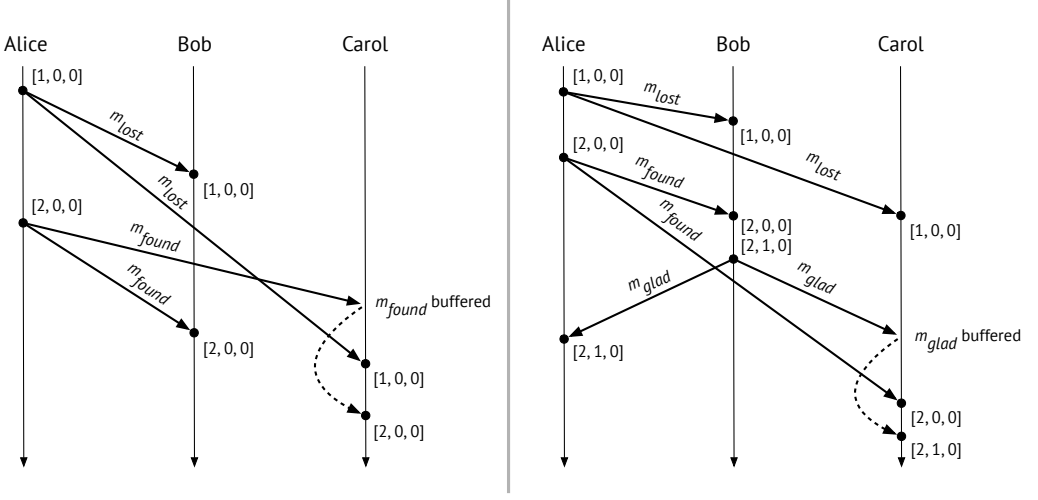 Alice Bob Carol
[1, 0, 0]
m_lost
m_lost
[1, 0, 0]
[2, 0, 0]
m_found
m_found
m_found buffered
[2, 0, 0]
[1, 0, 0]
[2, 0, 0]
Alice Bob Carol
[1, 0, 0]
m_lost
[1, 0, 0]
m_lost
[2, 0, 0]
m_found
m_found
[2, 0, 0]
[1, 0, 0]
[2, 1, 0]
m_glad
m_glad
m_glad buffered
[2, 1, 0]
[2, 0, 0]
[2, 1, 0]